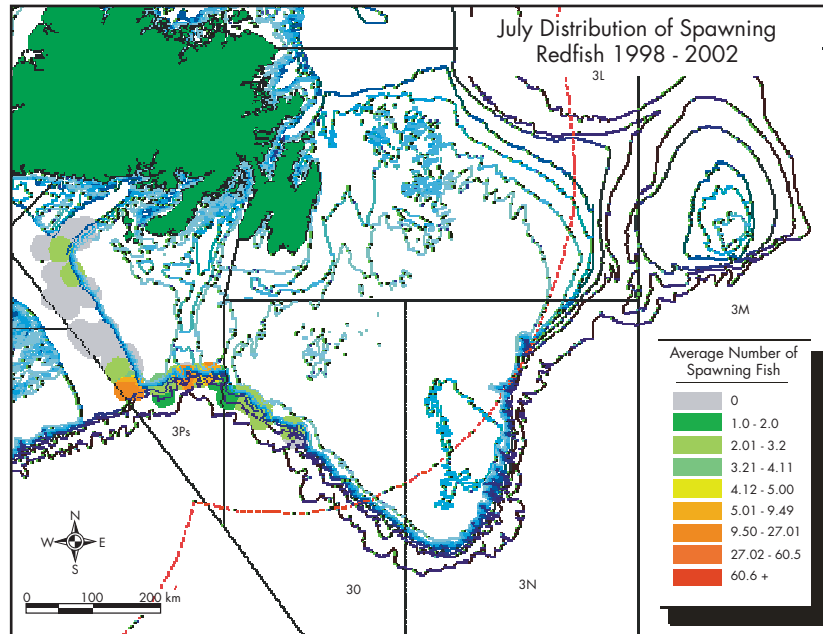 July Distribution of Spawning
Redfish 1998 - 2002
3L
3M
Average Number of
Spawning Fish
0
1.0 - 2.0
2.01 - 3.2
3.21 - 4.11
4.12 - 5.00
5.01 - 9.49
9.50 - 27.01
27.02 - 60.5
60.6 +
3Ps
N
W E
S
0 100 200 km
30
3N